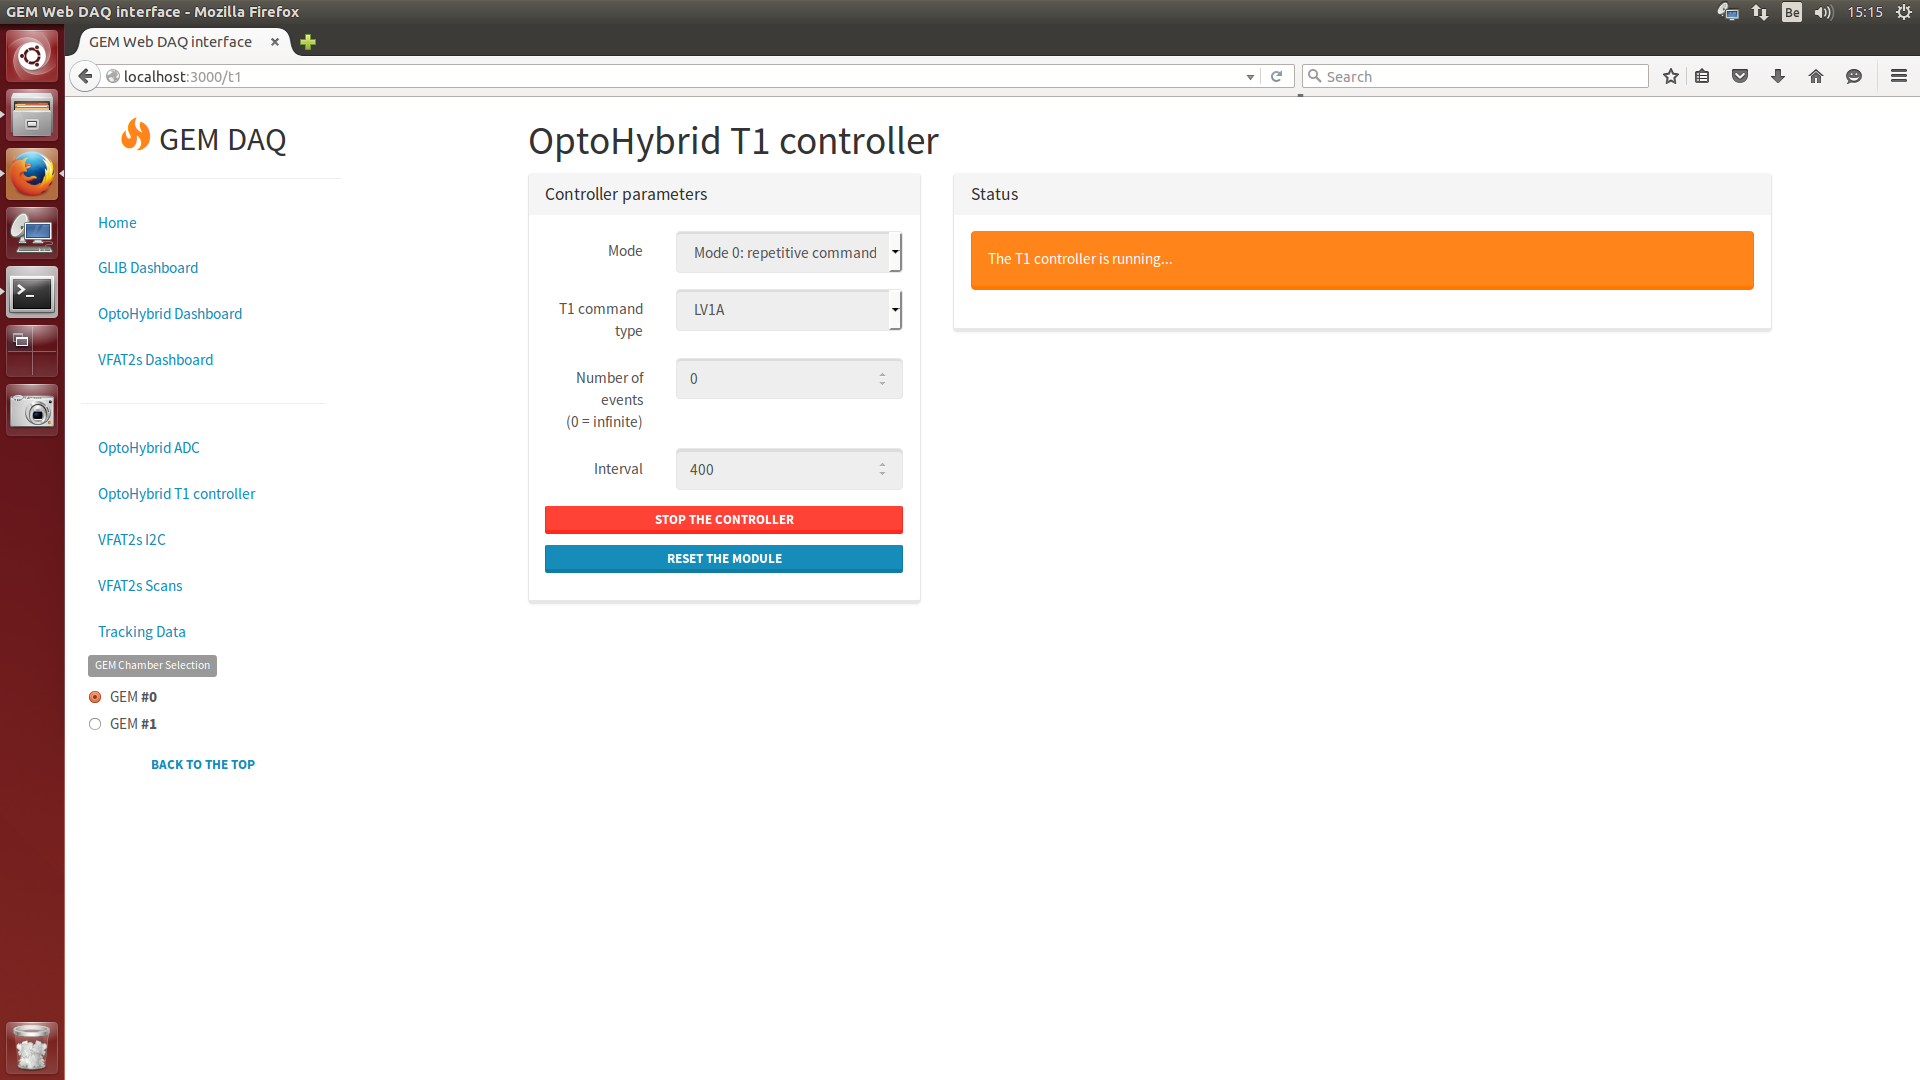 GEM Web DAQ interface - Mozilla Firefox
Be
15:15
GEM Web DAQ interface
localhost:3000/t1
Search
GEM DAQ
Home
GLIB Dashboard
OptoHybrid Dashboard
VFAT2s Dashboard
OptoHybrid ADC
OptoHybrid T1 controller
VFAT2s I2C
VFAT2s Scans
Tracking Data
GEM Chamber Selection
GEM #0
GEM #1
BACK TO THE TOP
OptoHybrid T1 controller
Controller parameters
Mode
Mode 0: repetitive command
T1 command
type
LV1A
Number of
events
(0 = infinite)
0
Interval
400
STOP THE CONTROLLER
RESET THE MODULE
Status
The T1 controller is running...